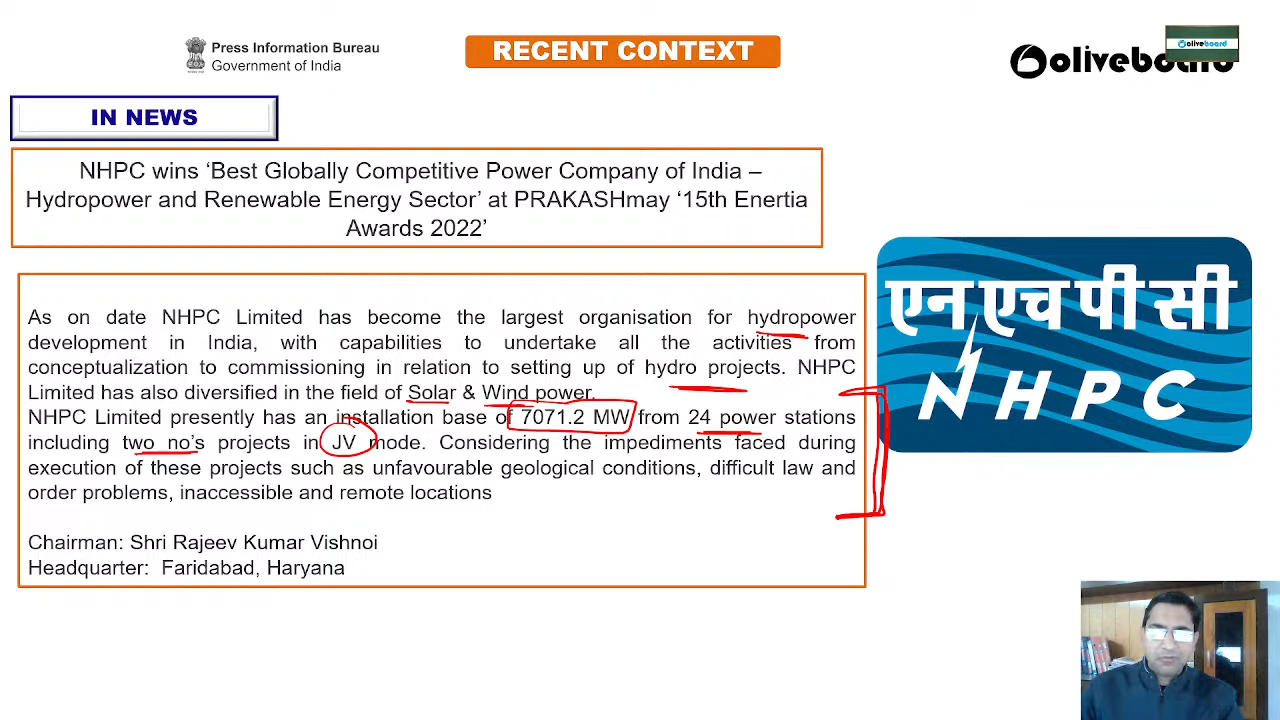 Press Information Bureau
Government of India
RECENT CONTEXT
oliveboard
oliveboard
IN NEWS
NHPC wins ‘Best Globally Competitive Power Company of India –
Hydropower and Renewable Energy Sector’ at PRAKASHmay ‘15th Enertia
Awards 2022’
As on date NHPC Limited has become the largest organisation for hydropower
development in India, with capabilities to undertake all the activities from
conceptualization to commissioning in relation to setting up of hydro projects. NHPC
Limited has also diversified in the field of Solar & Wind power.
NHPC Limited presently has an installation base of 7071.2 MW from 24 power stations
including two no's projects in JV mode. Considering the impediments faced during
execution of these projects such as unfavourable geological conditions, difficult law and
order problems, inaccessible and remote locations
Chairman: Shri Rajeev Kumar Vishnoi
Headquarter: Faridabad, Haryana
एन एच पी सी
NHPC